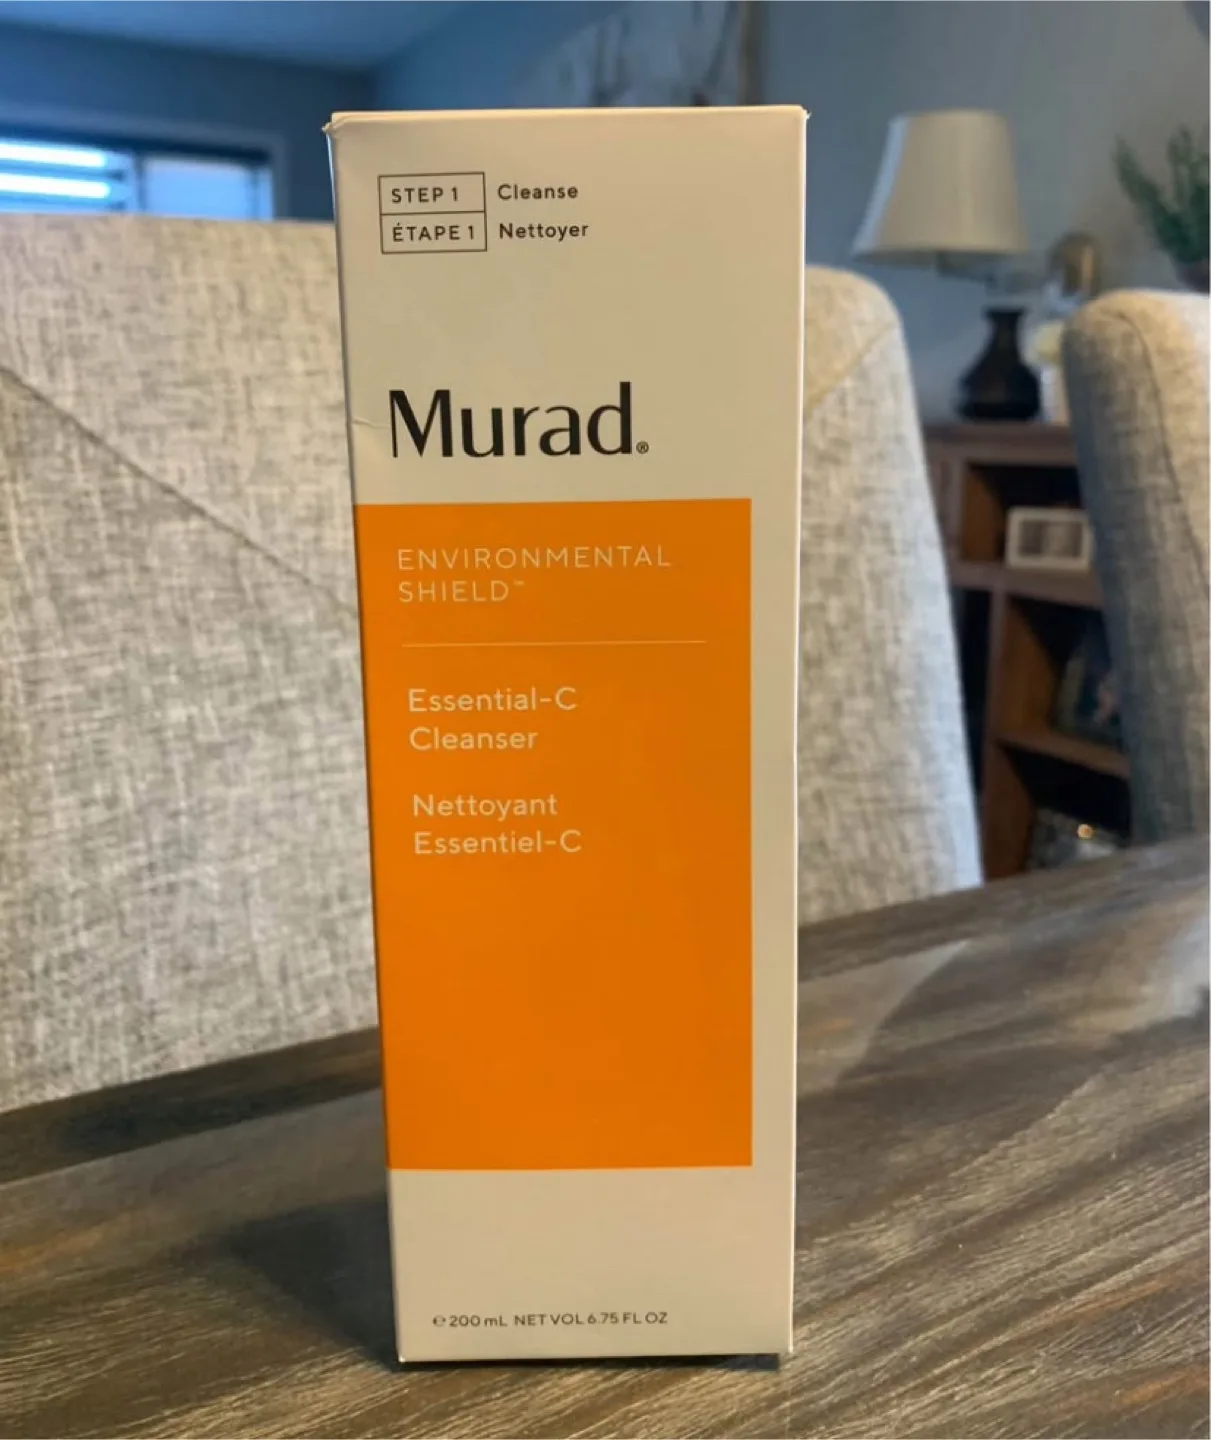 STEP 1 Cleanse
ÉTAPE 1 Nettoyer
Murad®
ENVIRONMENTAL
SHIELD™
Essential-C
Cleanser
Nettoyant
Essentiel-C
℮ 200 mL NET VOL 6.75 FL OZ